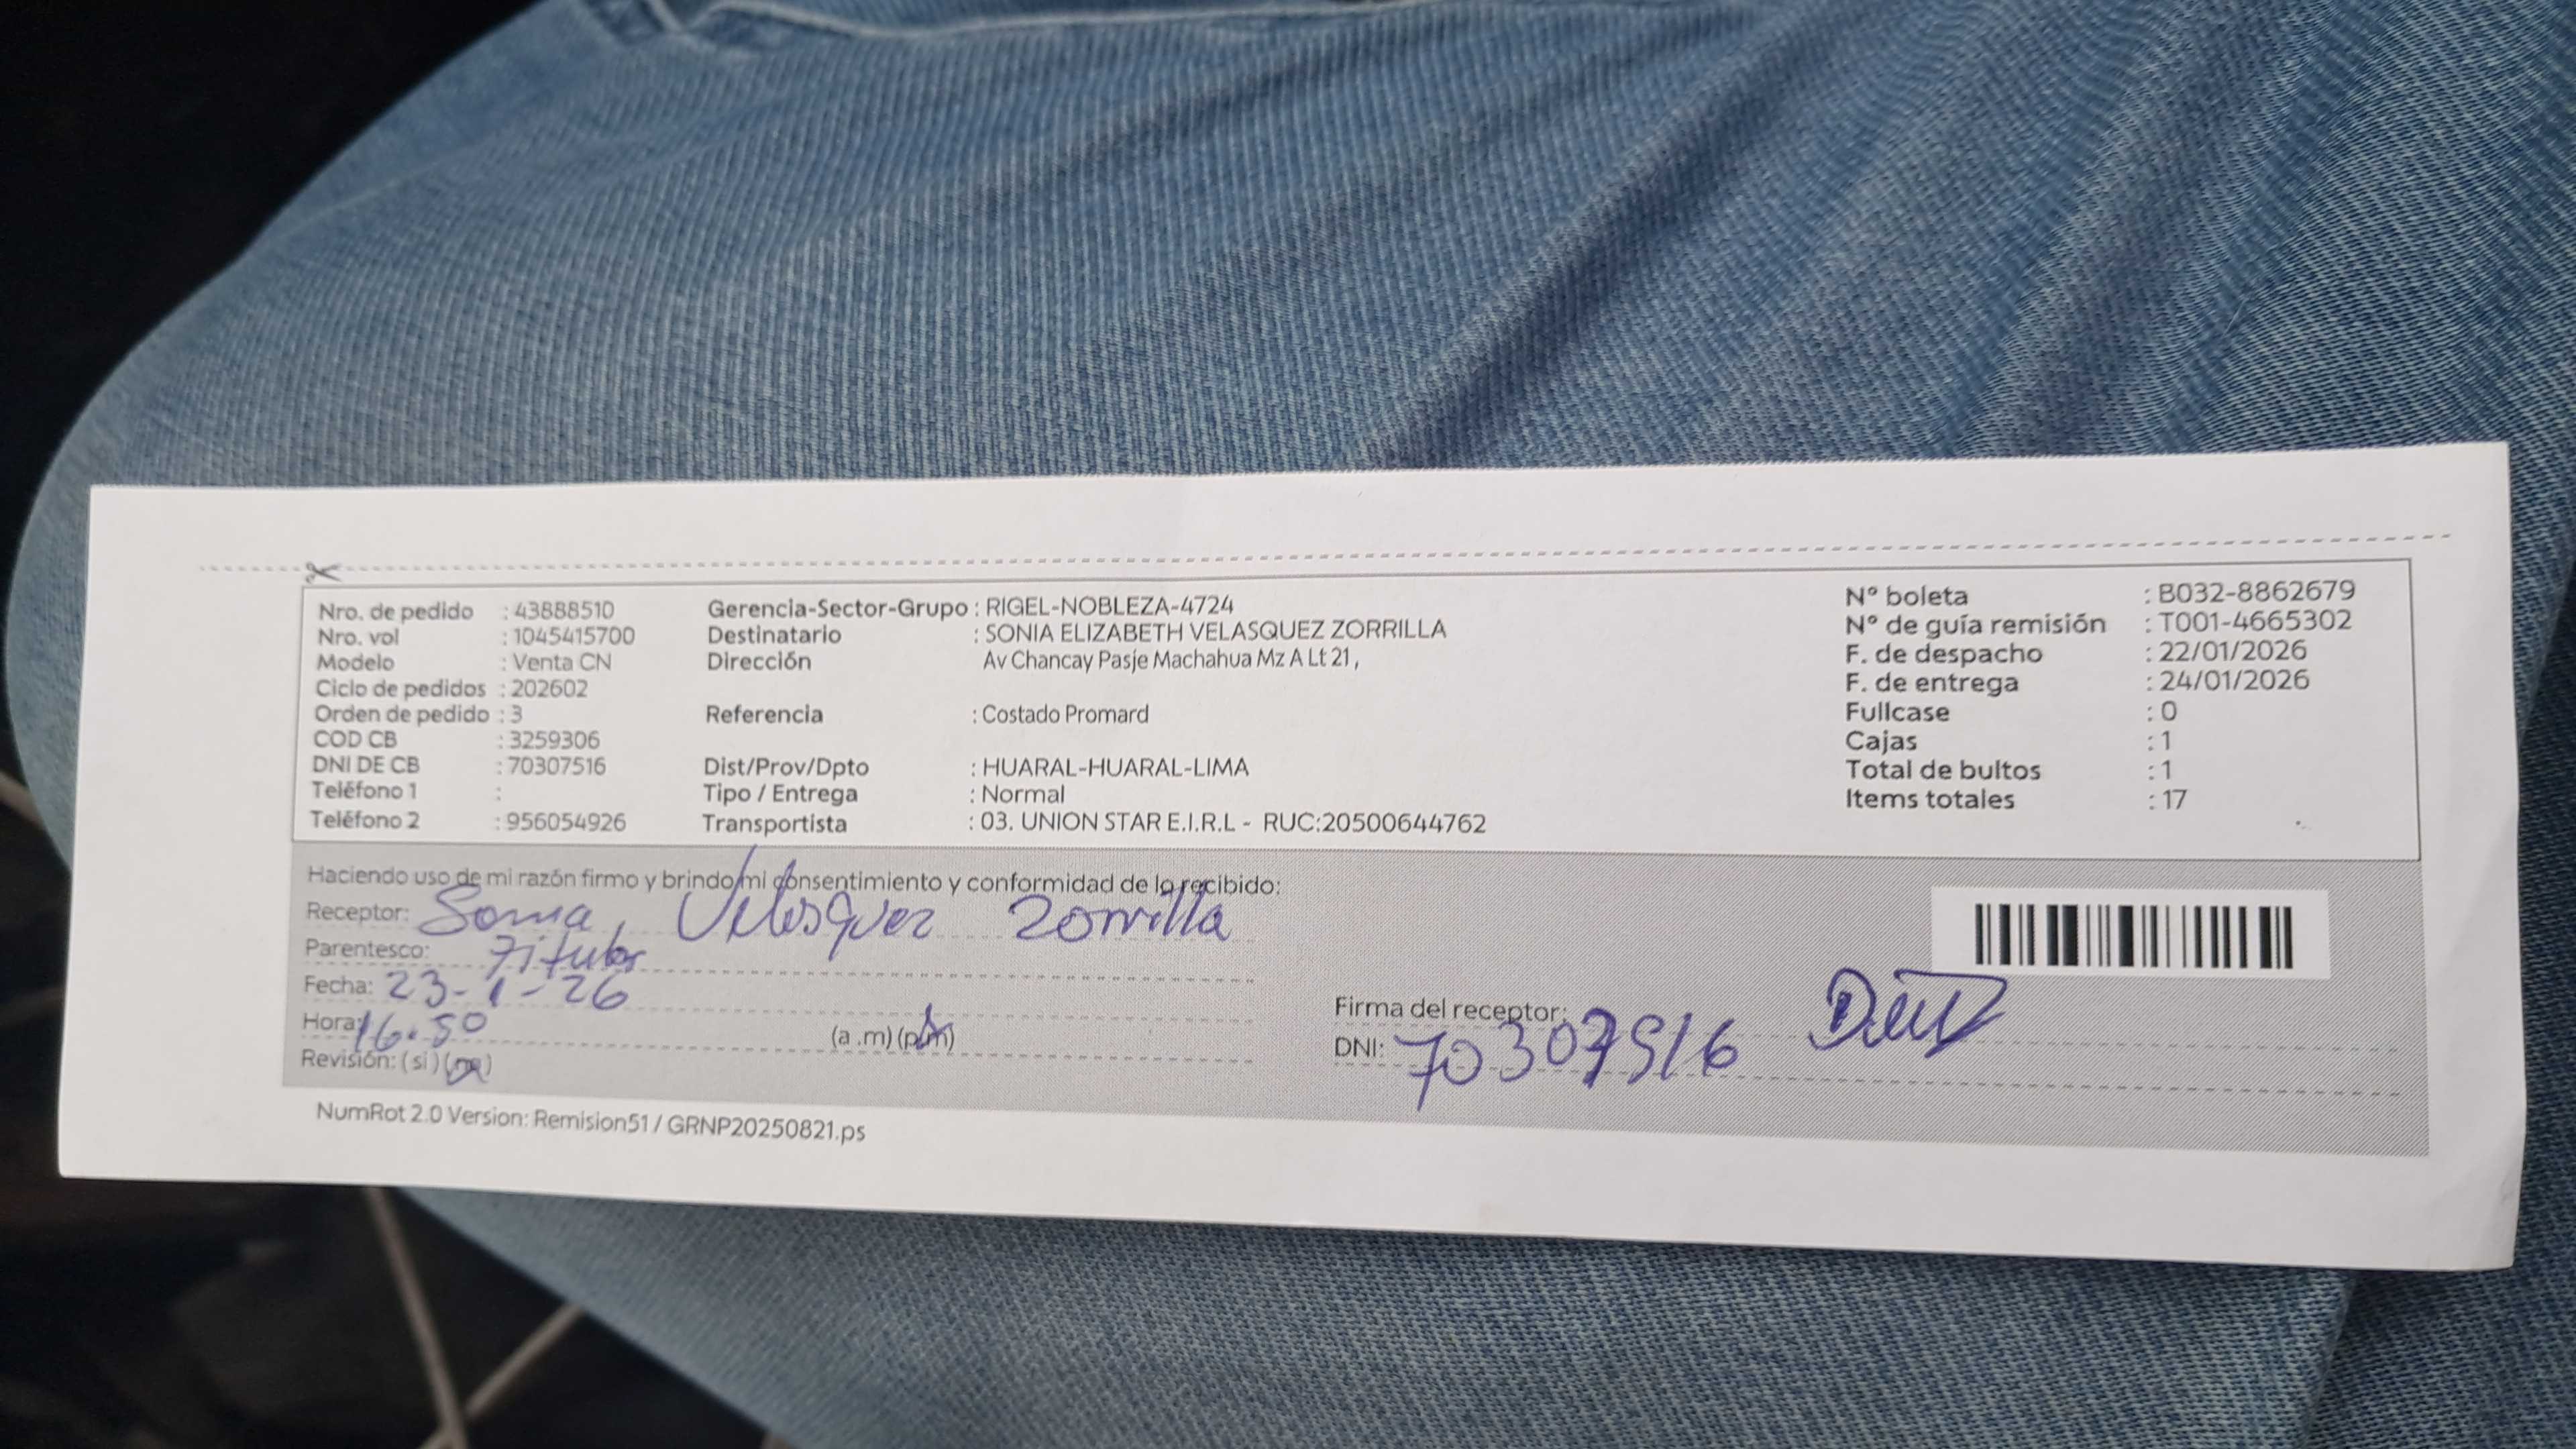 Nro. de pedido : 43888510
Nro. vol : 1045415700
Modelo : Venta CN
Ciclo de pedidos : 202602
Orden de pedido : 3
COD CB : 3259306
DNI DE CB : 70307516
Teléfono 1 :
Teléfono 2 : 956054926
Gerencia-Sector-Grupo : RIGEL-NOBLEZA-4724
Destinatario : SONIA ELIZABETH VELASQUEZ ZORRILLA
Dirección Av Chancay Pasje Machahua Mz A Lt 21 ,
Referencia : Costado Promard
Dist/Prov/Dpto : HUARAL-HUARAL-LIMA
Tipo / Entrega : Normal
Transportista : 03. UNION STAR E.I.R.L - RUC:20500644762
N° boleta : B032-8862679
N° de guía remisión : T001-4665302
F. de despacho : 22/01/2026
F. de entrega : 24/01/2026
Fullcase : 0
Cajas : 1
Total de bultos : 1
Items totales : 17
Haciendo uso de mi razón firmo y brindo mi consentimiento y conformidad de lo recibido:
Receptor: Sonia Velasquez Zorrilla
Parentesco: Titular
Fecha: 23-1-26
Hora: 16.50 (a .m) (p.m)
Revisión: ( si ) (no)
Firma del receptor:
DNI: 70307516
NumRot 2.0 Version: Remision51 / GRNP20250821.ps